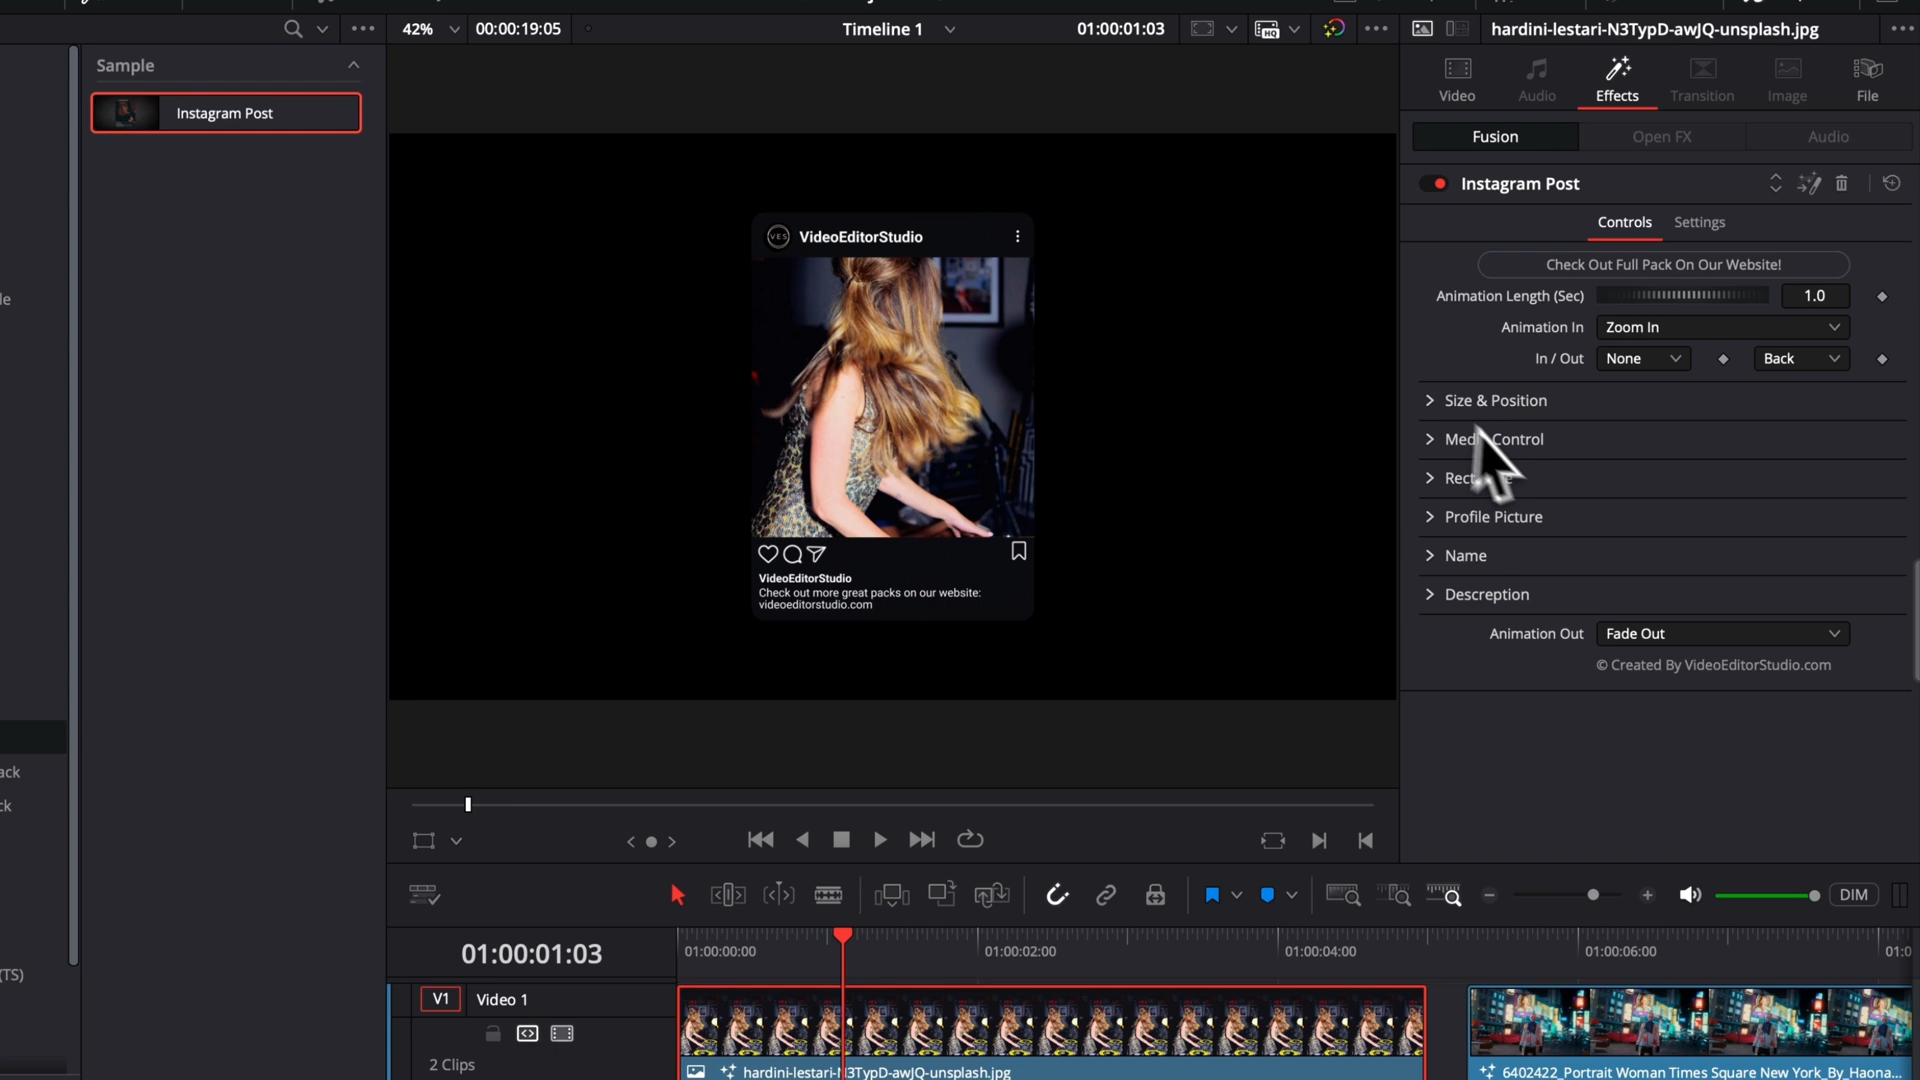 42%
00:00:19:05
Timeline 1
01:00:01:03
HQ
hardini-lestari-N3TypD-awJQ-unsplash.jpg
Sample
Instagram Post
Video
Audio
Effects
Transition
Image
File
Fusion
Open FX
Audio
Instagram Post
Controls
Settings
Check Out Full Pack On Our Website!
Animation Length (Sec)
1.0
Animation In
Zoom In
In / Out
None
Back
Size & Position
Control
Profile Picture
Name
Descreption
Animation Out
Fade Out
© Created By VideoEditorStudio.com
VES
VideoEditorStudio
VideoEditorStudio
Check out more great packs on our website:
videoeditorstudio.com
le
ack
ck
(TS)
DIM
01:00:01:03
01:00:00:00
01:00:02:00
01:00:04:00
01:00:06:00
01:0
V1
Video 1
2 Clips
hardini-lestari-N3TypD-awJQ-unsplash.jpg
6402422_Portrait Woman Times Square New York_By_Haona...